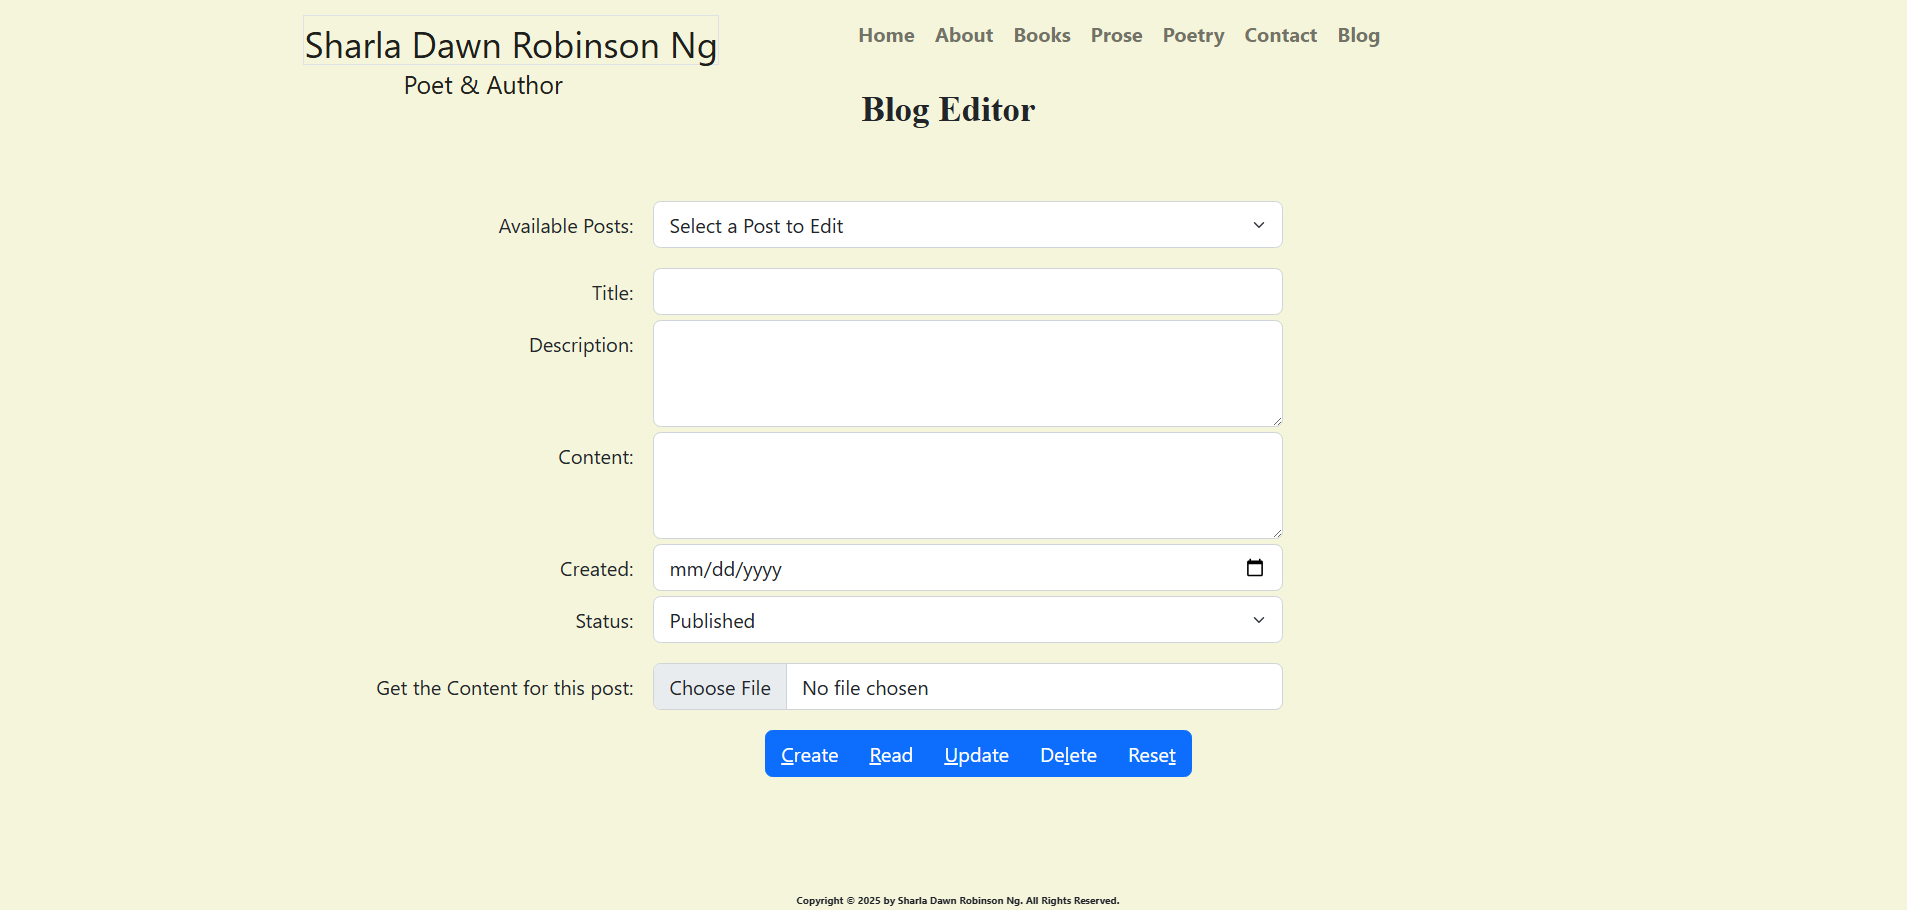 Sharla Dawn Robinson Ng
Poet & Author
Home About Books Prose Poetry Contact Blog
Blog Editor
Available Posts: Select a Post to Edit
Title:
Description:
Content:
Created: mm/dd/yyyy
Status: Published
Get the Content for this post: Choose File No file chosen
Create Read Update Delete Reset
Copyright © 2025 by Sharla Dawn Robinson Ng. All Rights Reserved.